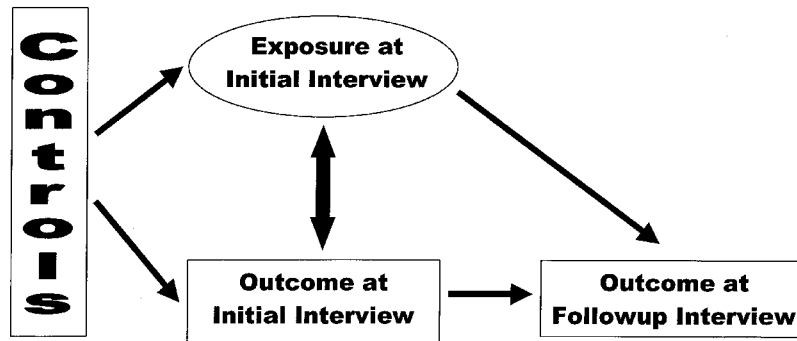 Controls
Exposure at
Initial Interview
Outcome at
Initial Interview
Outcome at
Followup Interview